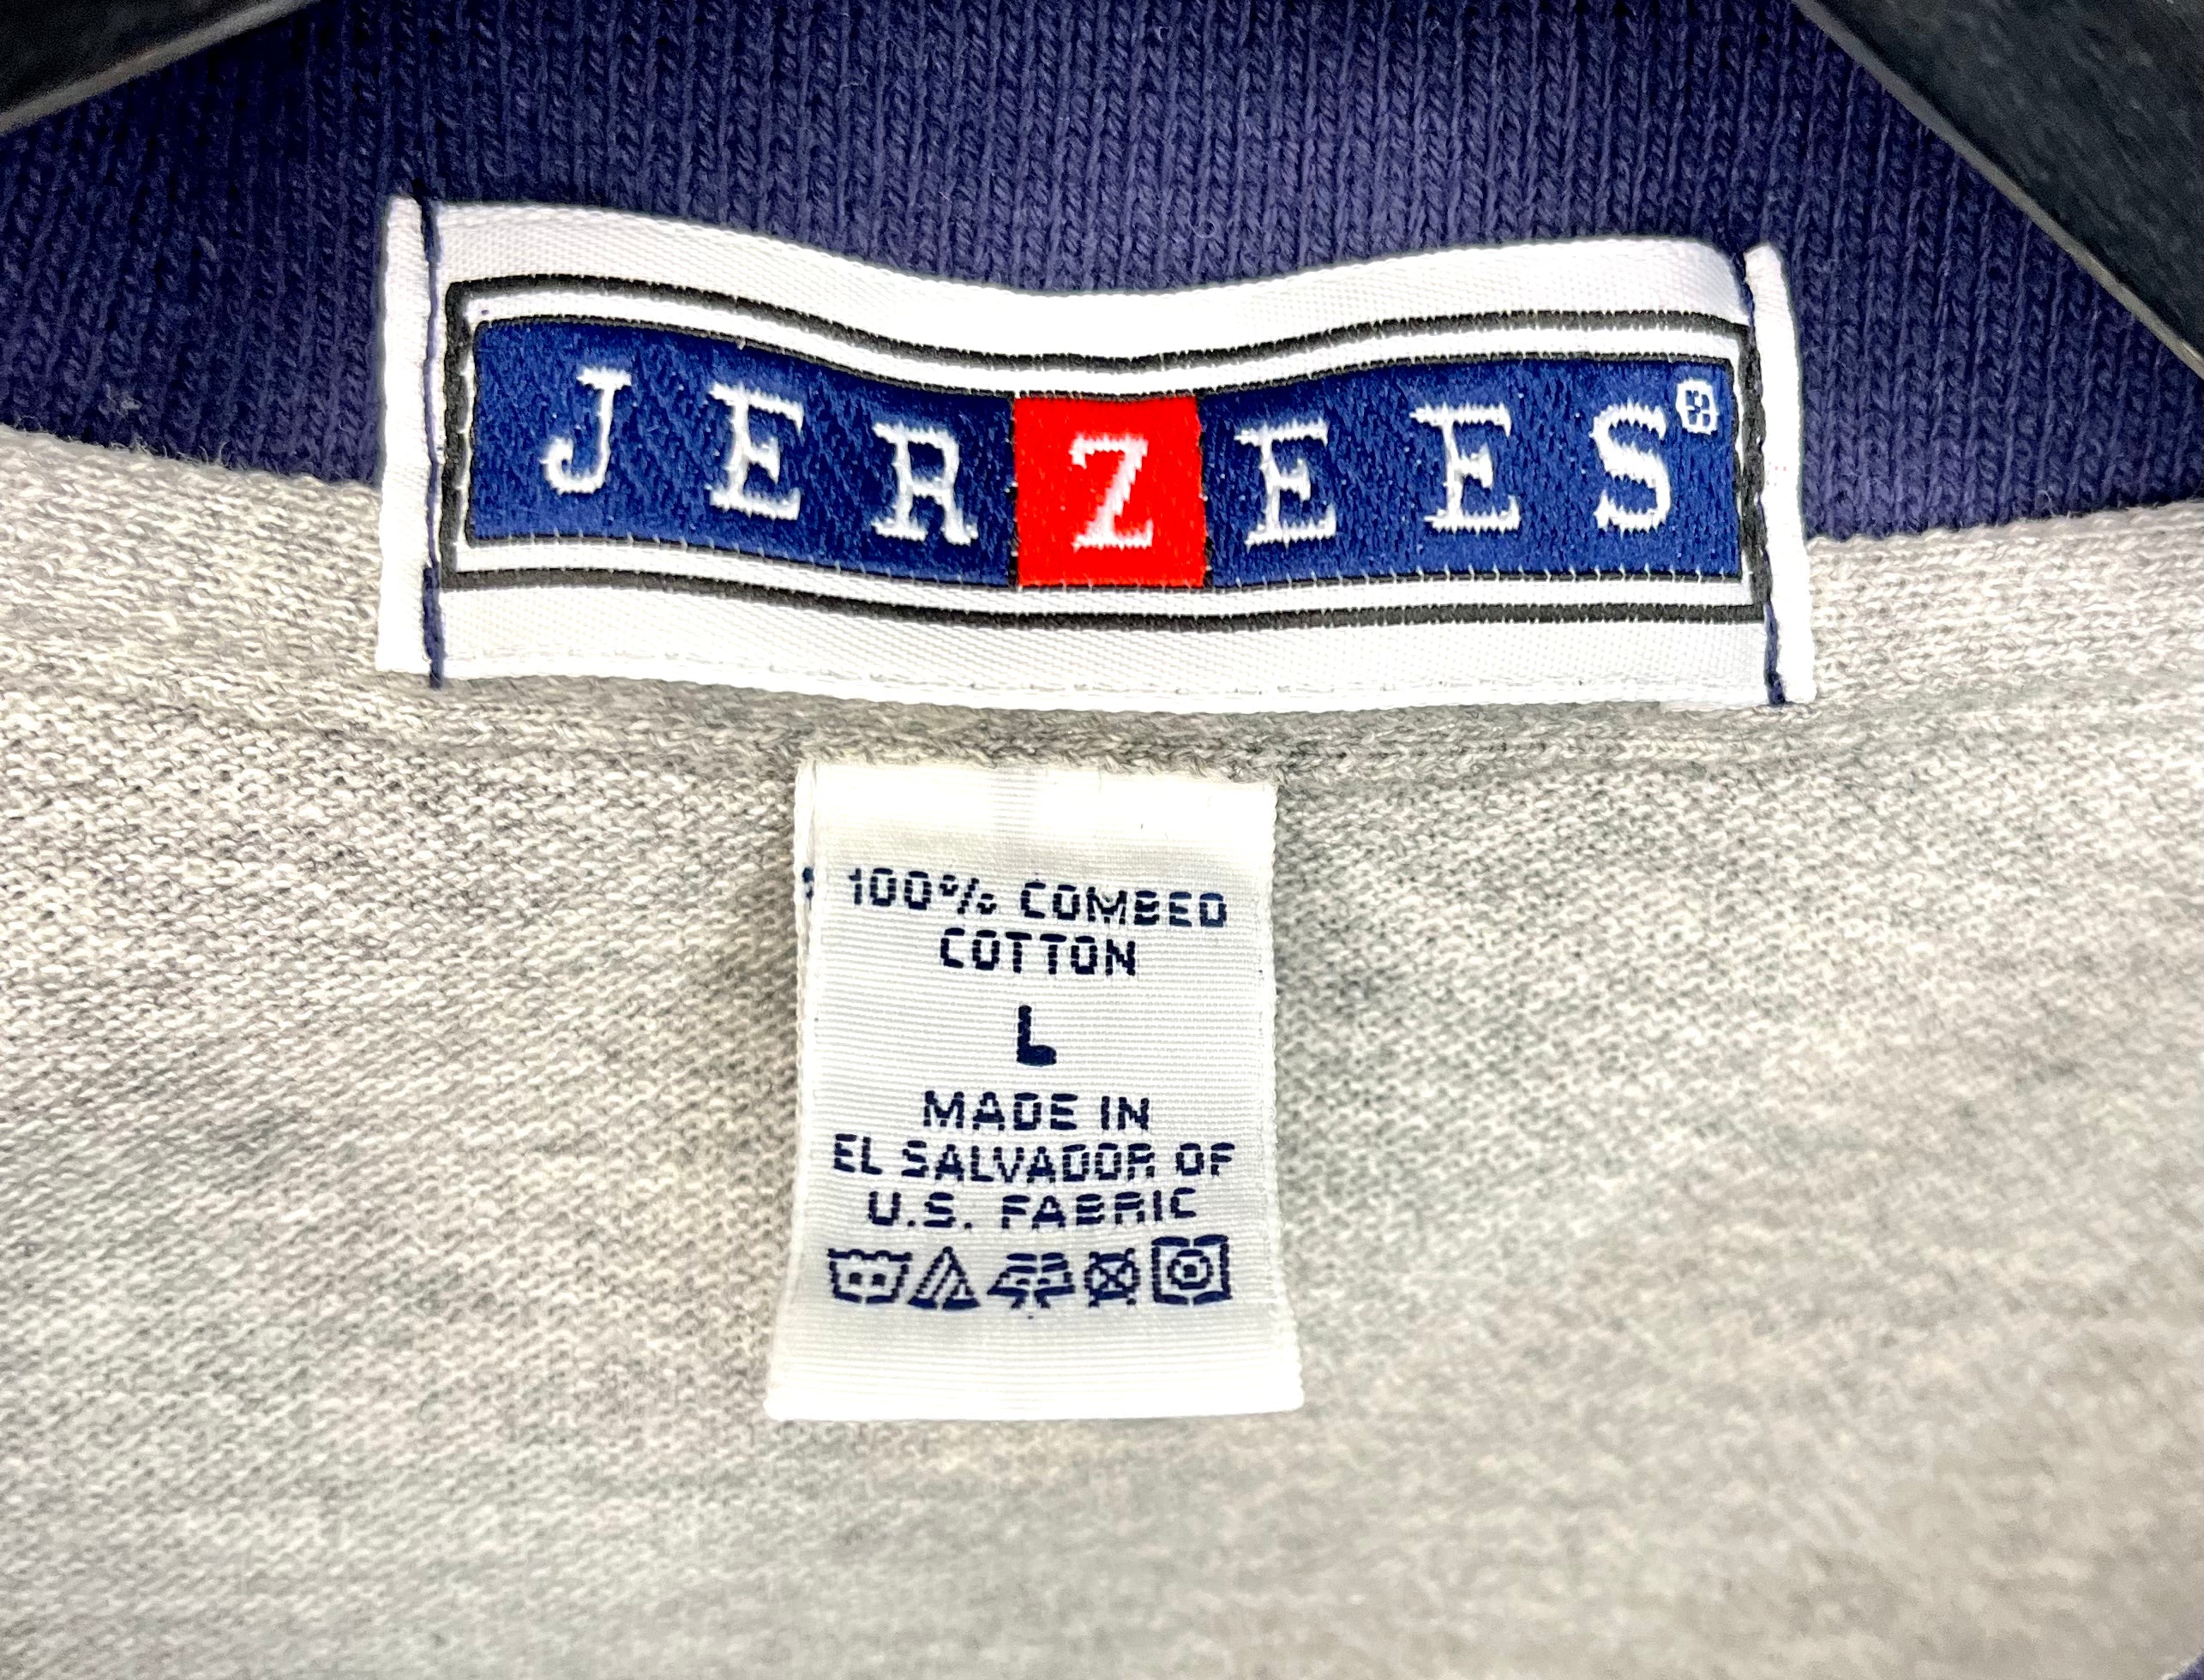 JERZEES®
100% COMBED
COTTON
L
MADE IN
EL SALVADOR OF
U.S. FABRIC